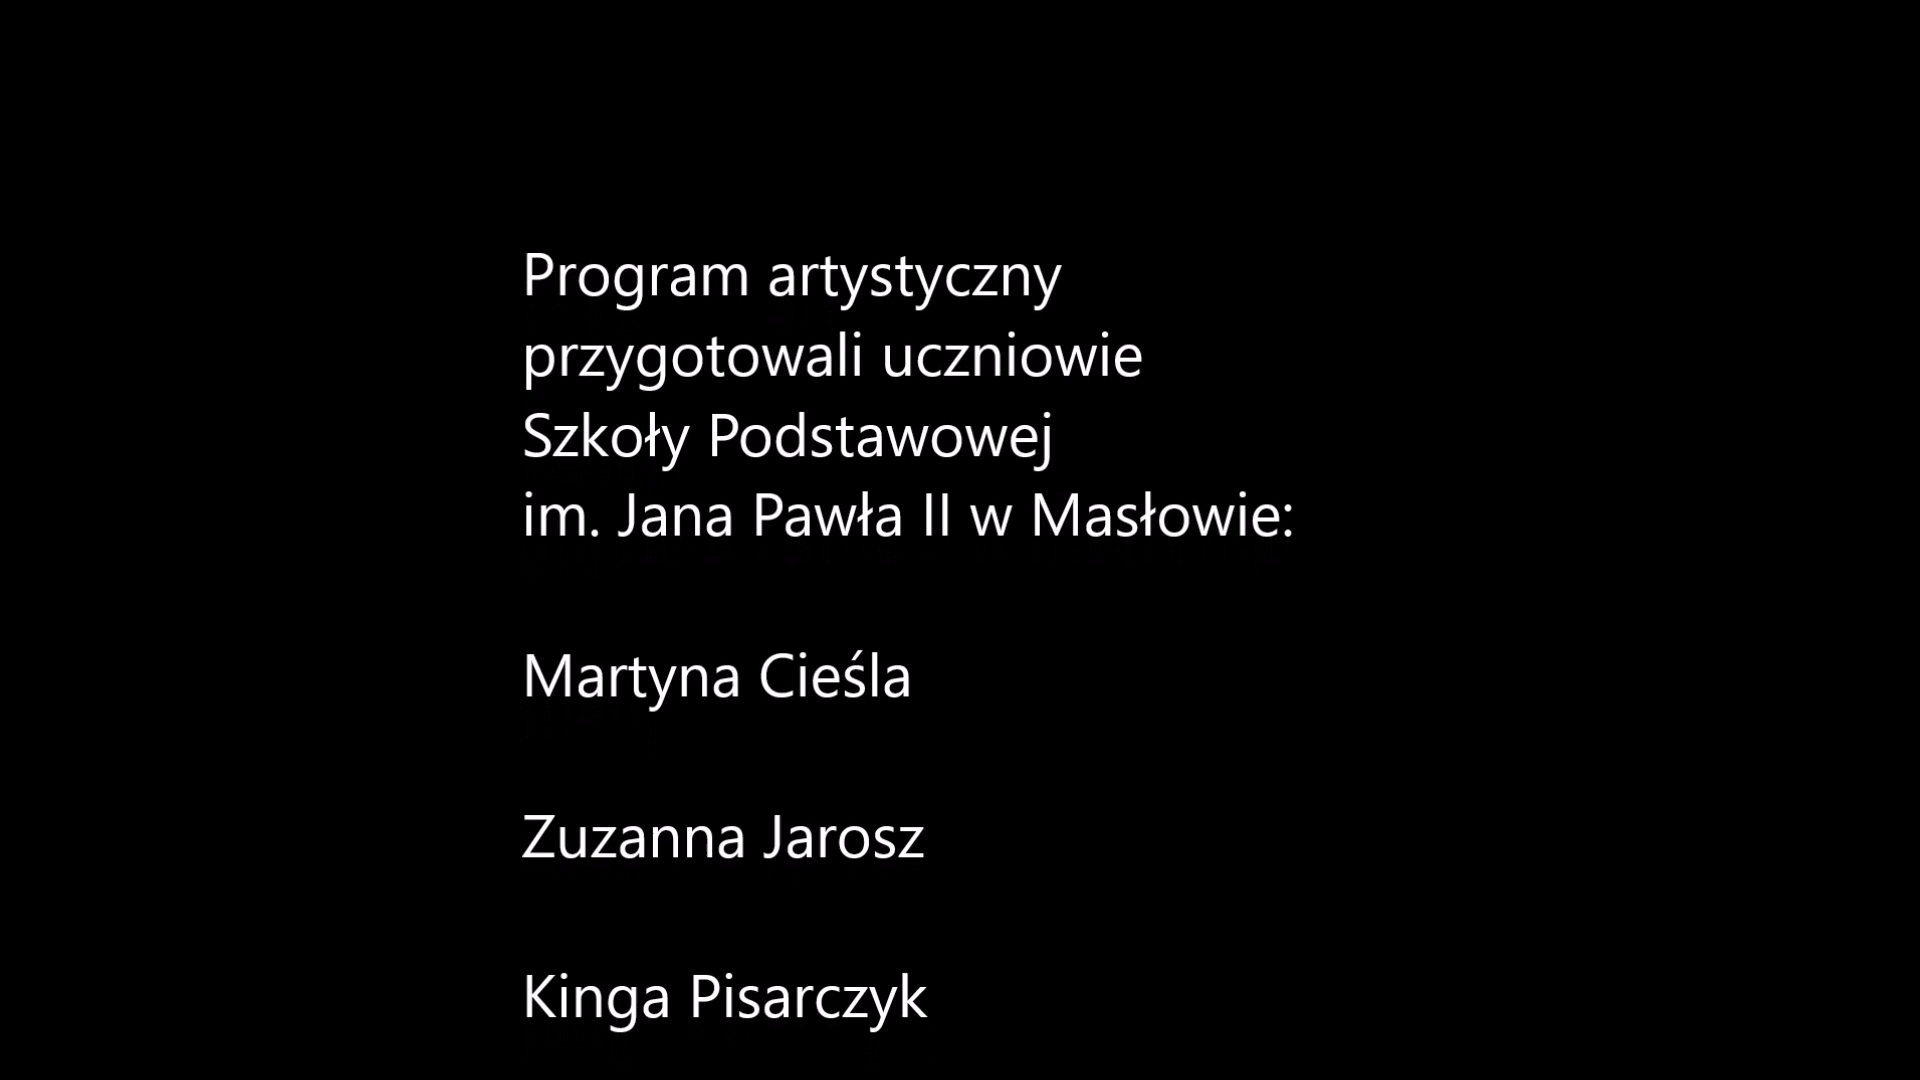 Program artystyczny
przygotowali uczniowie
Szkoły Podstawowej
im. Jana Pawła II w Masłowie:
Martyna Cieśla
Zuzanna Jarosz
Kinga Pisarczyk